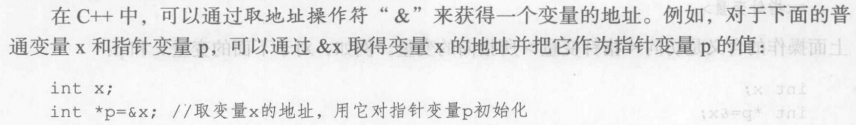 在 C++ 中，可以通过取地址操作符“&”来获得一个变量的地址。例如，对于下面的普
通变量 x 和指针变量 p，可以通过 &x 取得变量 x 的地址并把它作为指针变量 p 的值：
int x;
int *p=&x; //取变量x的地址，用它对指针变量p初始化